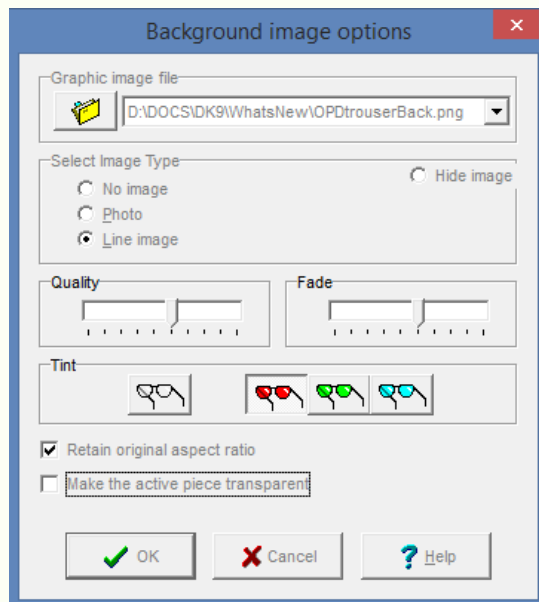 Background image options
Graphic image file
D:\DOCS\DK9\WhatsNew\OPDtrouserBack.png
Select Image Type
Hide image
No image
Photo
Line image
Quality
Fade
Tint
Retain original aspect ratio
Make the active piece transparent
OK
Cancel
Help